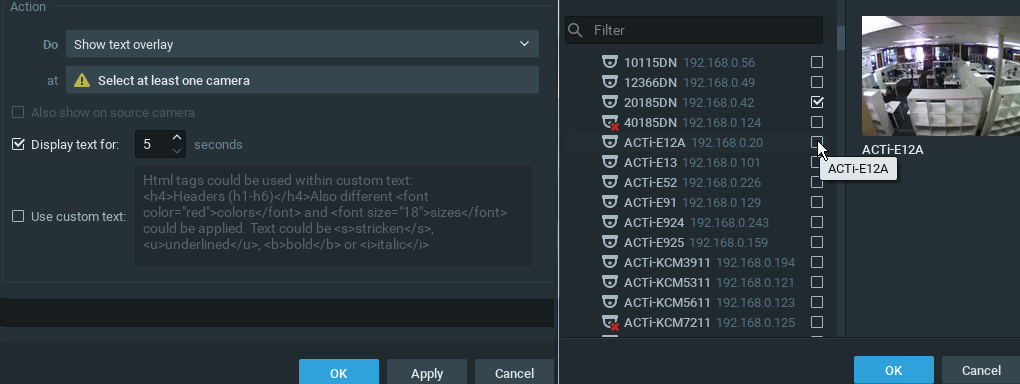 Action
Do Show text overlay
at Select at least one camera
Also show on source camera
Display text for: 5 seconds
Use custom text:
Html tags could be used within custom text:
<h4>Headers (h1-h6)</h4>Also different <font
color="red">colors</font> and <font size="18">sizes</font>
could be applied. Text could be <s>stricken</s>,
<u>underlined</u>, <b>bold</b> or <i>italic</i>
OK Apply Cancel
Filter
10115DN 192.168.0.56
12366DN 192.168.0.49
20185DN 192.168.0.42
40185DN 192.168.0.124
ACTi-E12A 192.168.0.20
ACTi-E13 192.168.0.101
ACTi-E52 192.168.0.226
ACTi-E91 192.168.0.129
ACTi-E924 192.168.0.243
ACTi-E925 192.168.0.159
ACTi-KCM3911 192.168.0.194
ACTi-KCM5311 192.168.0.121
ACTi-KCM5611 192.168.0.123
ACTi-KCM7211 192.168.0.125
ACTi-E12A
ACTi-E12A
OK Cancel